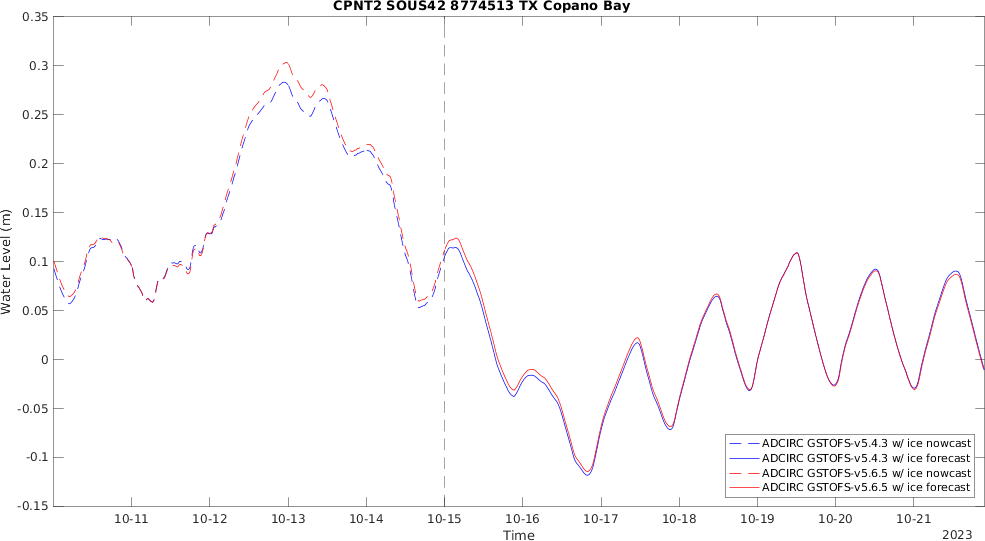 CPNT2 SOUS42 8774513 TX Copano Bay
0.35
0.3
0.25
0.2
0.15
0.1
0.05
0
-0.05
-0.1
-0.15
Water Level (m)
10-11 10-12 10-13 10-14 10-15 10-16 10-17 10-18 10-19 10-20 10-21
Time
2023
ADCIRC GSTOFS-v5.4.3 w/ ice nowcast
ADCIRC GSTOFS-v5.4.3 w/ ice forecast
ADCIRC GSTOFS-v5.6.5 w/ ice nowcast
ADCIRC GSTOFS-v5.6.5 w/ ice forecast